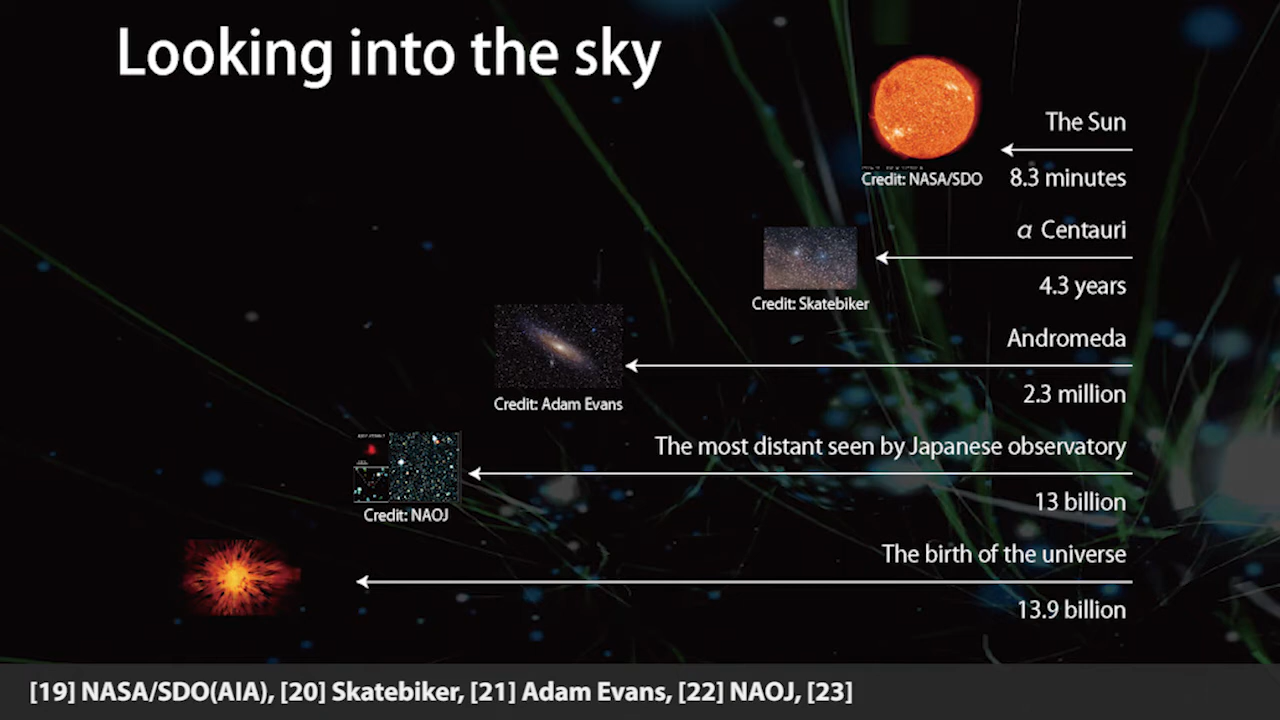 Looking into the sky
The Sun
Credit: NASA/SDO
8.3 minutes
α Centauri
4.3 years
Credit: Skatebiker
Andromeda
2.3 million
Credit: Adam Evans
The most distant seen by Japanese observatory
13 billion
Credit: NAOJ
The birth of the universe
13.9 billion
[19] NASA/SDO(AIA), [20] Skatebiker, [21] Adam Evans, [22] NAOJ, [23]